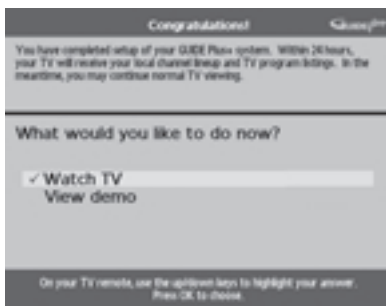 Congratulations!
You have completed setup of your GUIDE Plus+ system. Within 24 hours,
your TV will receive your local channel lineup and TV program listings. In the
meantime, you may continue normal TV viewing.
What would you like to do now?
✓ Watch TV
View demo
On your TV remote, use the up/down keys to highlight your answer.
Press OK to choose.